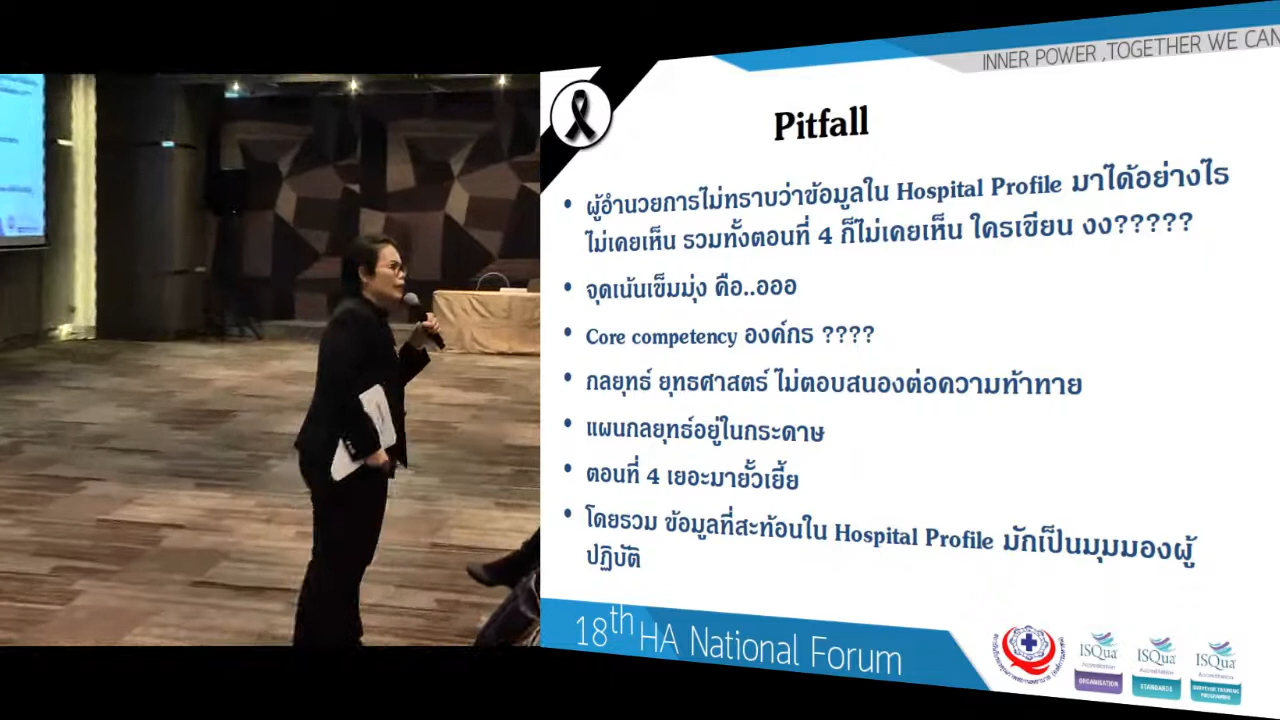 INNER POWER ,TOGETHER WE CAN
Pitfall
• ผู้อำนวยการไม่ทราบว่าข้อมูลใน Hospital Profile มาได้อย่างไร
ไม่เคยเห็น รวมทั้งตอนที่ 4 ก็ไม่เคยเห็น ใครเขียน งง?????
• จุดเน้นเข็มมุ่ง คือ..ออออ
• Core competency องค์กร ????
• กลยุทธ์ ยุทธศาสตร์ ไม่ตอบสนองต่อความท้าทาย
• แผนกลยุทธ์อยู่ในกระดาษ
• ตอนที่ 4 เยอะมายั้วเยี้ย
• โดยรวม ข้อมูลที่สะท้อนใน Hospital Profile มักเป็นมุมมองผู้
ปฏิบัติ
18th HA National Forum
ISQua
Accreditation
ORGANISATION
ISQua
Accreditation
STANDARDS
ISQua
Accreditation
SURVEYOR TRAINING
PROGRAMME